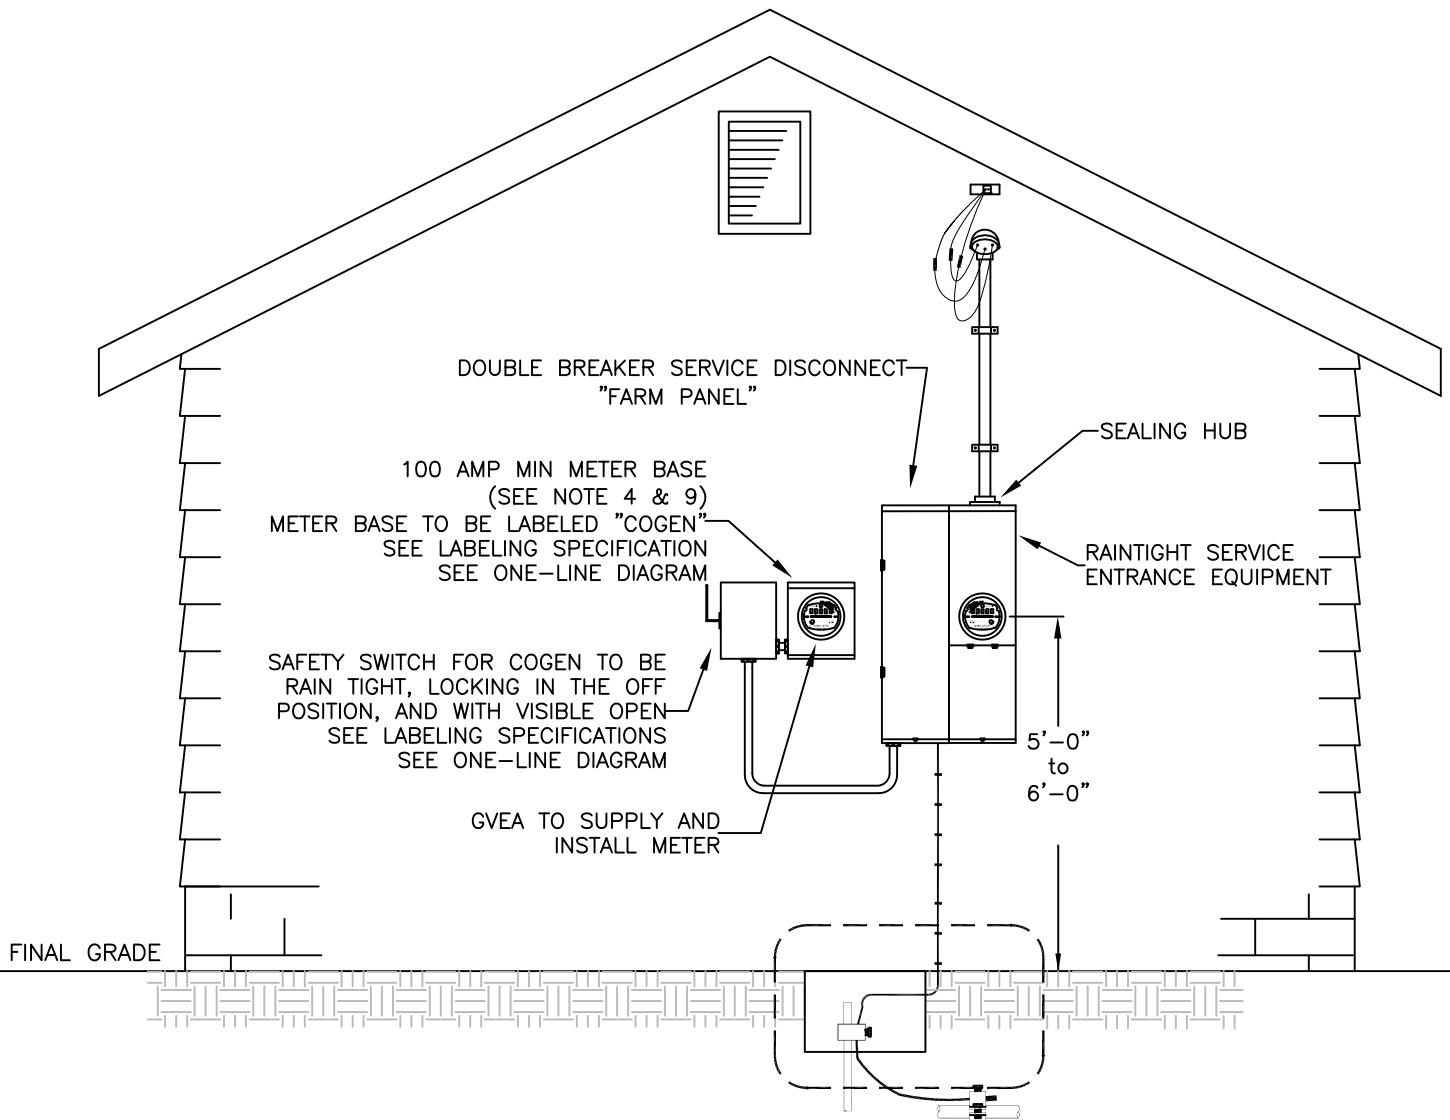 DOUBLE BREAKER SERVICE DISCONNECT
"FARM PANEL"
SEALING HUB
100 AMP MIN METER BASE
(SEE NOTE 4 & 9)
METER BASE TO BE LABELED "COGEN"
SEE LABELING SPECIFICATION
SEE ONE-LINE DIAGRAM
RAINTIGHT SERVICE
ENTRANCE EQUIPMENT
SAFETY SWITCH FOR COGEN TO BE
RAIN TIGHT, LOCKING IN THE OFF
POSITION, AND WITH VISIBLE OPEN
SEE LABELING SPECIFICATIONS
SEE ONE-LINE DIAGRAM
5'-0"
to
6'-0"
GVEA TO SUPPLY AND
INSTALL METER
FINAL GRADE